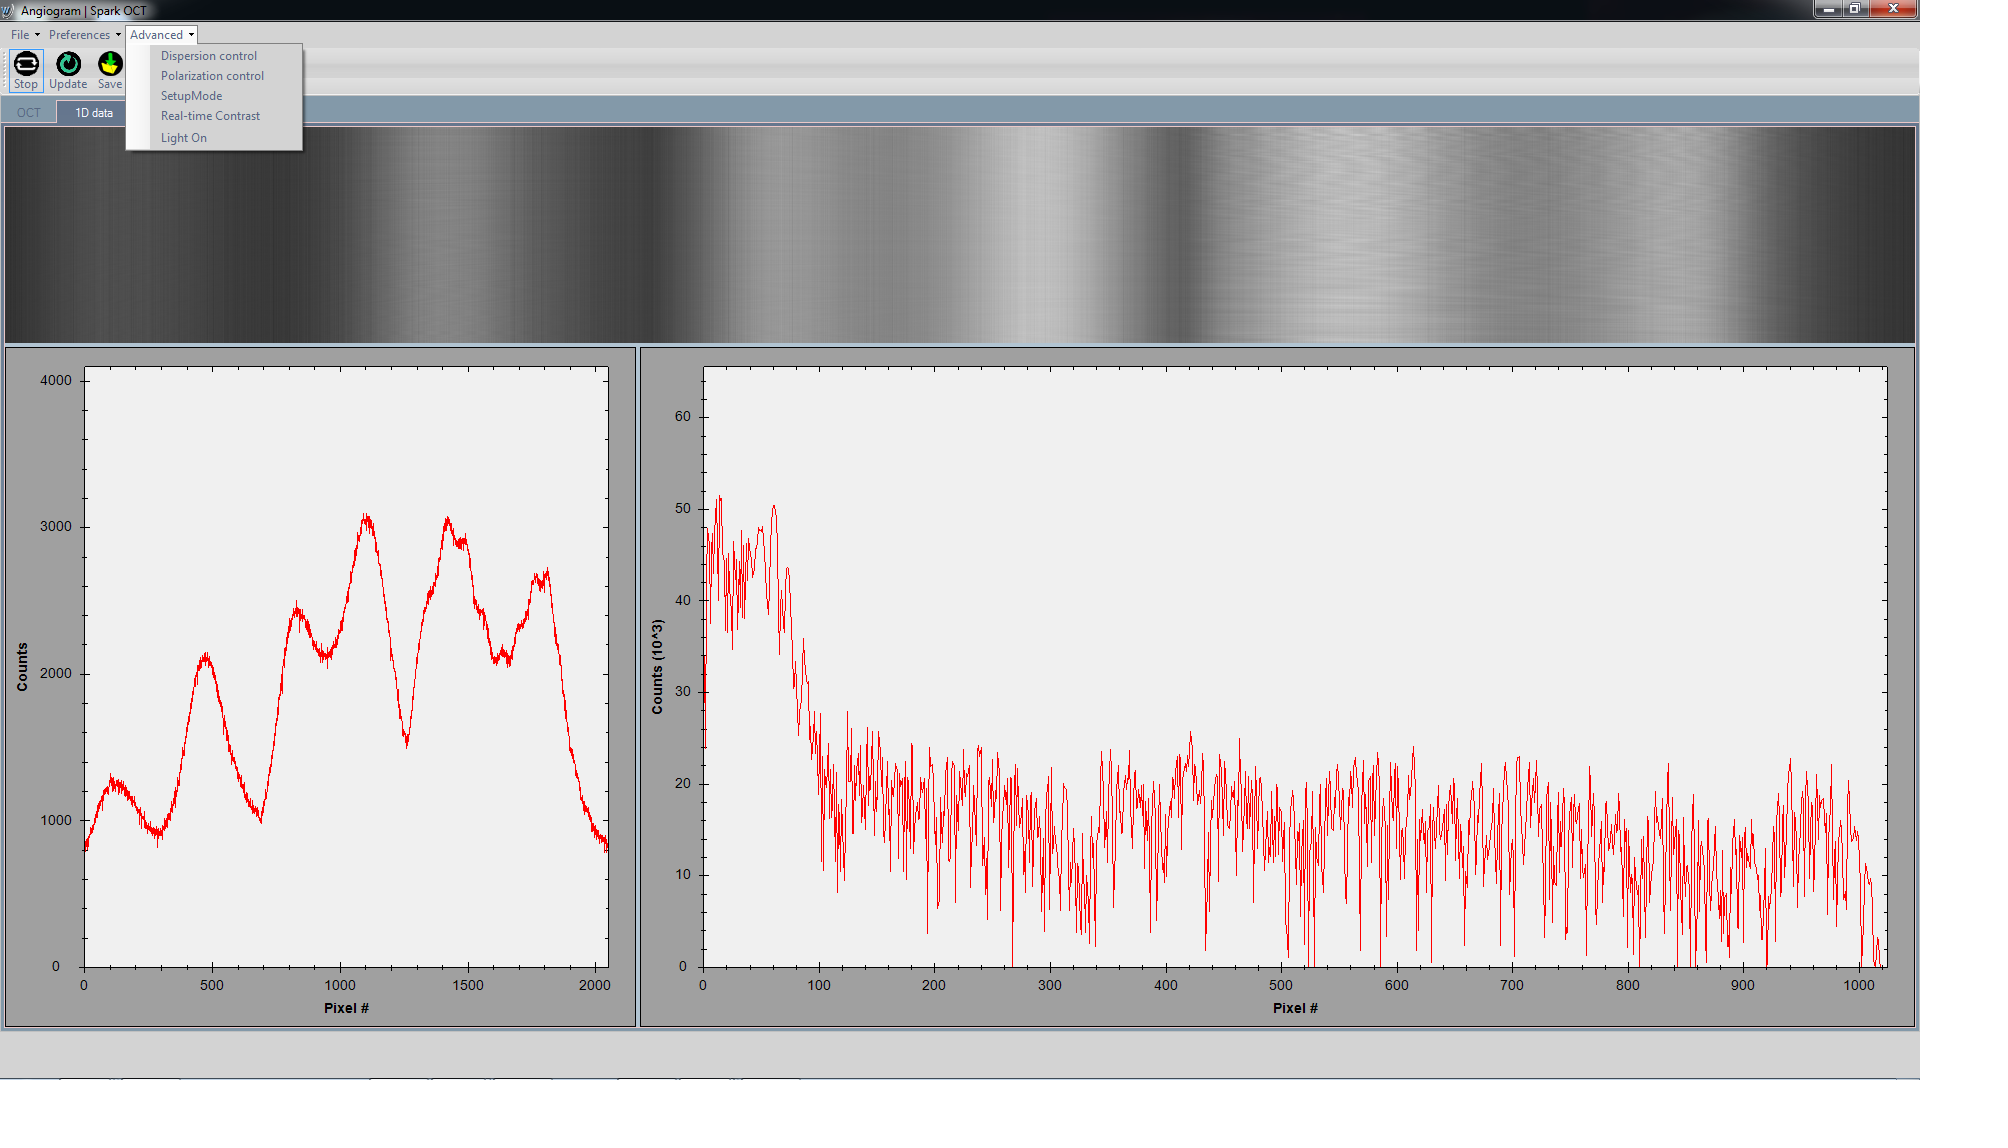 Angiogram | Spark OCT
File Preferences Advanced
Dispersion control
Polarization control
SetupMode
Real-time Contrast
Light On
Stop Update Save
OCT 1D data
4000
3000
2000
1000
0
Counts
0 500 1000 1500 2000
Pixel #
60
50
40
30
20
10
0
Counts (10^3)
0 100 200 300 400 500 600 700 800 900 1000
Pixel #